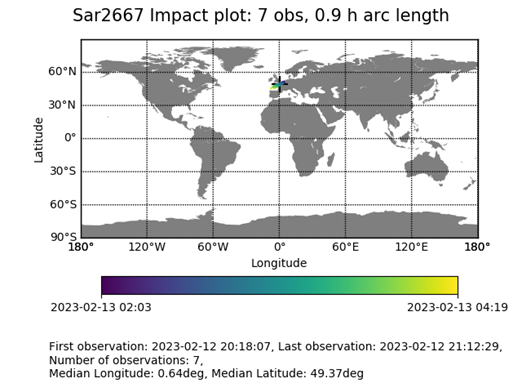 Sar2667 Impact plot: 7 obs, 0.9 h arc length
60°N
30°N
0°
30°S
60°S
90°S
Latitude
180° 120°W 60°W 0° 60°E 120°E 180°
Longitude
2023-02-13 02:03 2023-02-13 04:19
First observation: 2023-02-12 20:18:07, Last observation: 2023-02-12 21:12:29,
Number of observations: 7,
Median Longitude: 0.64deg, Median Latitude: 49.37deg